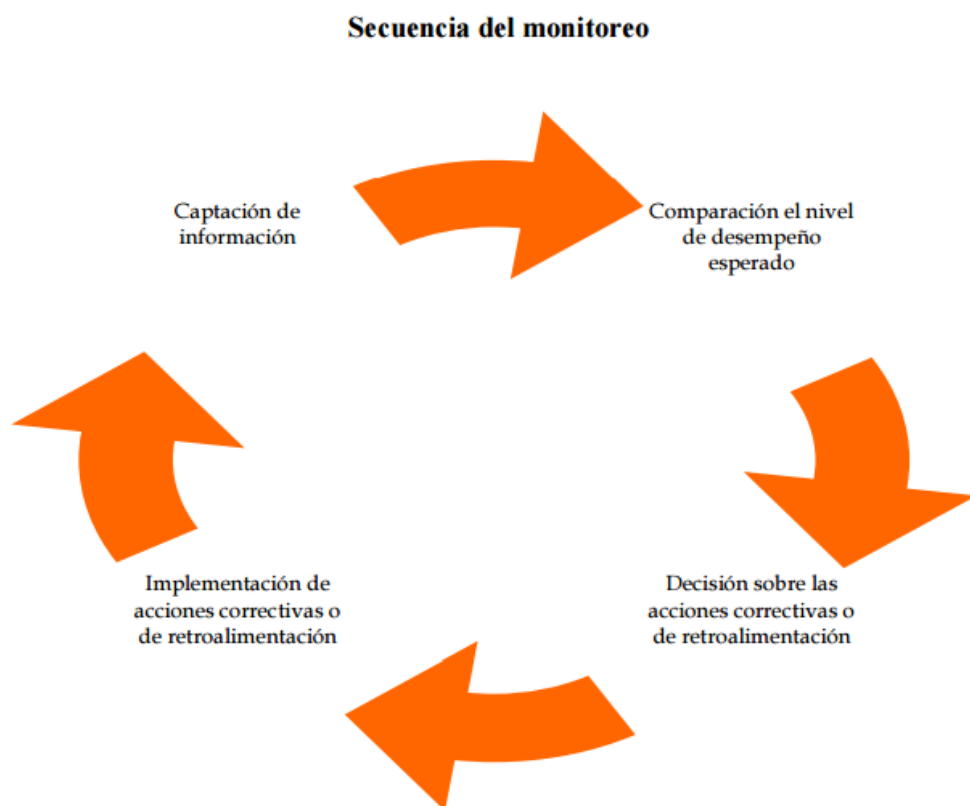 Secuencia del monitoreo
Captación de
información
Comparación el nivel
de desempeño
esperado
Decisión sobre las
acciones correctivas o
de retroalimentación
Implementación de
acciones correctivas o
de retroalimentación